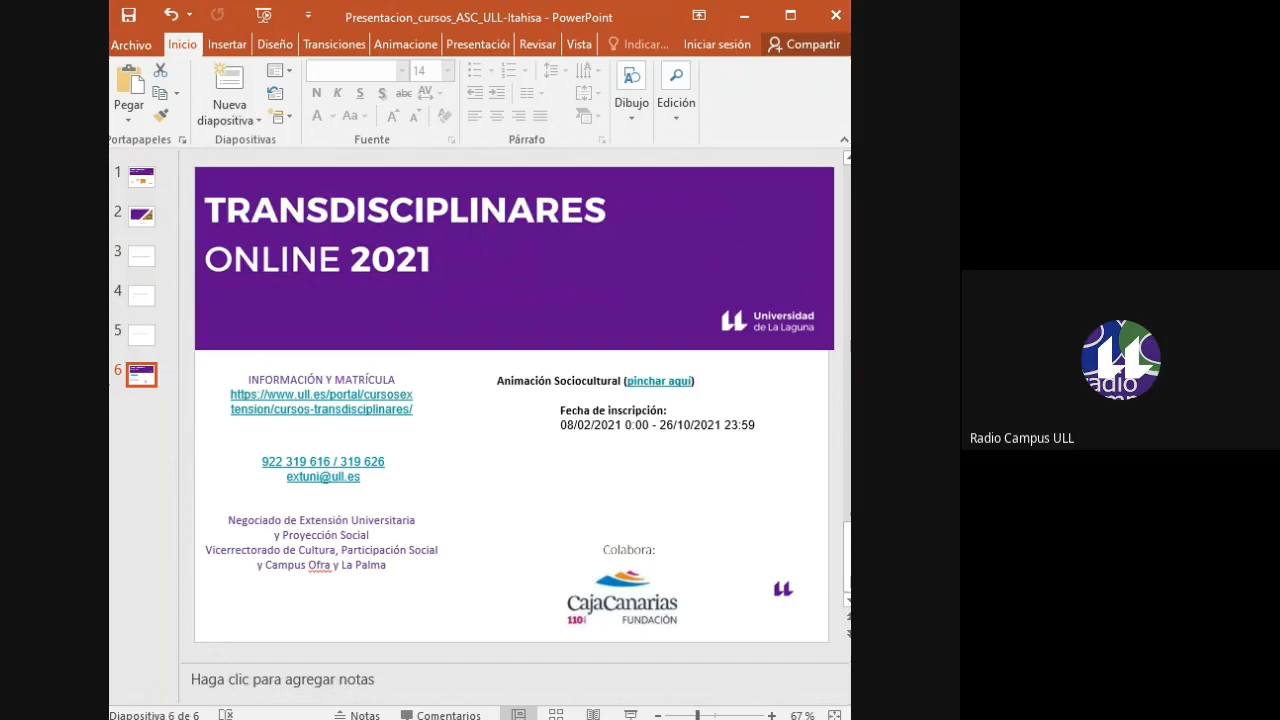 Presentacion_cursos_ASC_ULL-Itahisa - PowerPoint
Archivo
Inicio
Insertar
Diseño
Transiciones
Animacione
Presentació
Revisar
Vista
Indicar...
Iniciar sesión
Compartir
14
Pegar
Nueva
diapositiva
N K S S abc AV
A Aa A A
Dibujo
Edición
Portapapeles
Diapositivas
Fuente
Párrafo
1
2
3
4
5
6
TRANSDISCIPLINARES
ONLINE 2021
Universidad
de La Laguna
INFORMACIÓN Y MATRÍCULA
https://www.ull.es/portal/cursosex
tension/cursos-transdisciplinares/
922 319 616 / 319 626
extuni@ull.es
Negociado de Extensión Universitaria
y Proyección Social
Vicerrectorado de Cultura, Participación Social
y Campus Ofra y La Palma
Animación Sociocultural (pinchar aquí)
Fecha de inscripción:
08/02/2021 0:00 - 26/10/2021 23:59
Colabora:
CajaCanarias
FUNDACIÓN
Haga clic para agregar notas
Diapositiva 6 de 6
Notas
Comentarios
67 %
radio
Radio Campus ULL